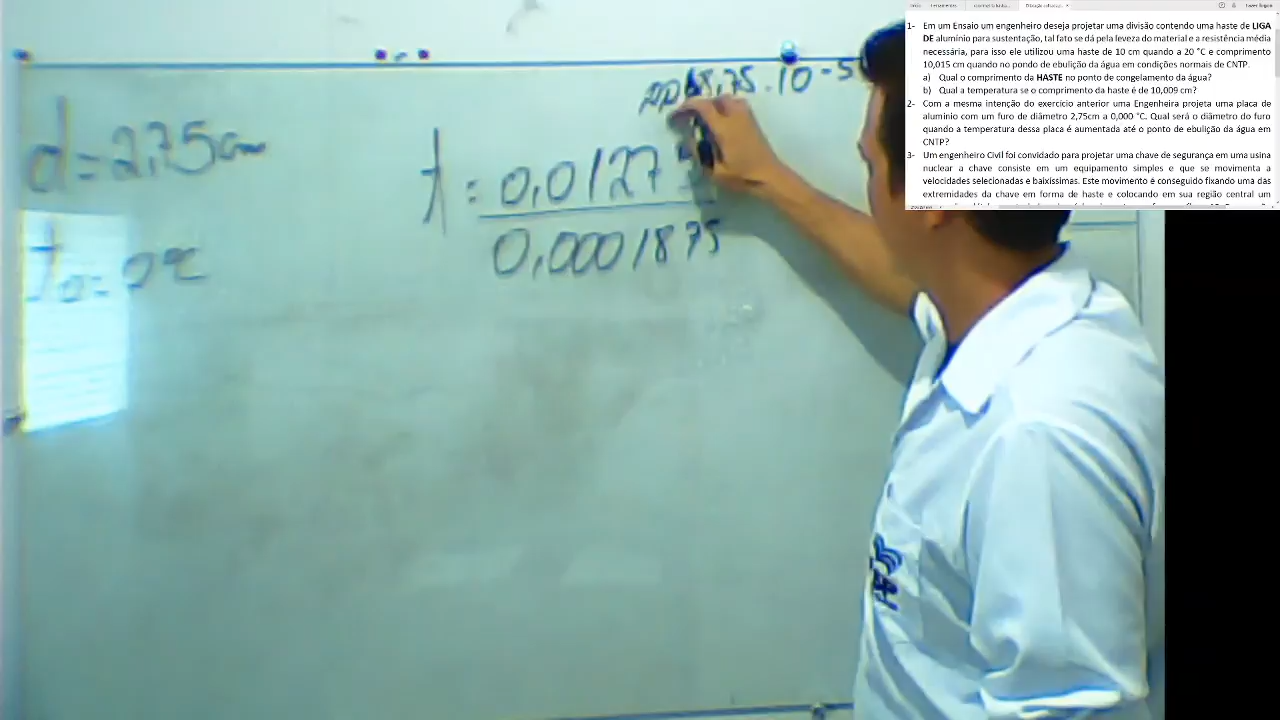 1- Em um Ensaio um engenheiro deseja projetar uma divisão contendo uma haste de LIGA
DE alumínio para sustentação, tal fato se dá pela leveza do material e a resistência média
necessária, para isso ele utilizou uma haste de 10 cm quando a 20 °C e comprimento
10,015 cm quando no pondo de ebulição da água em condições normais de CNTP.
a) Qual o comprimento da HASTE no ponto de congelamento da água?
b) Qual a temperatura se o comprimento da haste é de 10,009 cm?
2- Com a mesma intenção do exercício anterior uma Engenheira projeta uma placa de
alumínio com um furo de diâmetro 2,75cm a 0,000 °C. Qual será o diâmetro do furo
quando a temperatura dessa placa é aumentada até o ponto de ebulição da água em
CNTP?
3- Um engenheiro Civil foi convidado para projetar uma chave de segurança em uma usina
nuclear a chave consiste em um equipamento simples e que se movimenta a
velocidades selecionadas e baixíssimas. Este movimento é conseguido fixando uma das
extremidades da chave em forma de haste e colocando em sua região central um
8,75.10-5
d=2,75cm
t = 0,01275
0,0001875
to=0°C